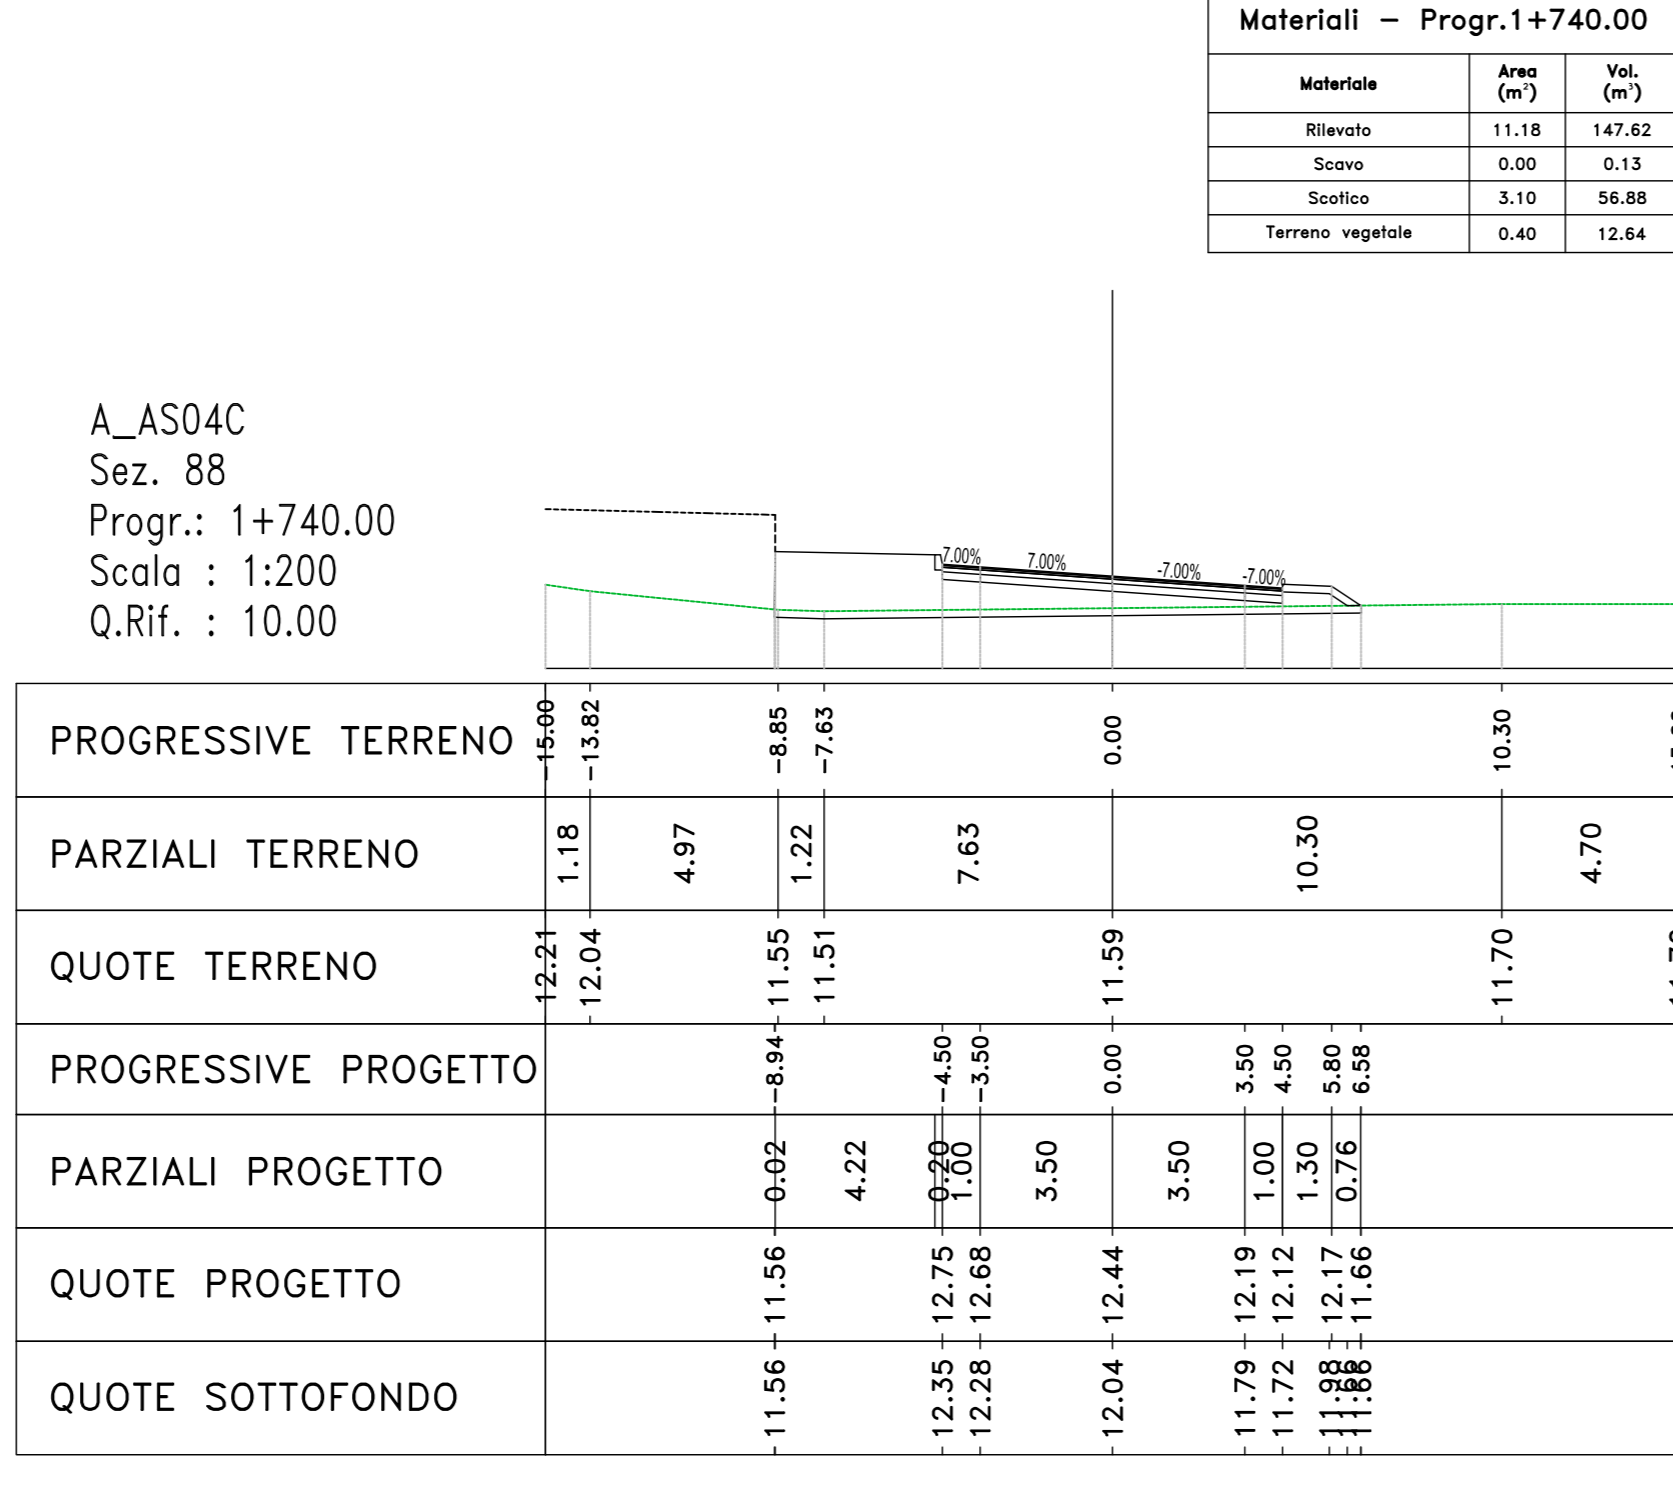 Materiali – Progr.1+740.00
Materiale Area (m²) Vol. (m³)
Rilevato 11.18 147.62
Scavo 0.00 0.13
Scotico 3.10 56.88
Terreno vegetale 0.40 12.64
A_AS04C
Sez. 88
Progr.: 1+740.00
Scala : 1:200
Q.Rif. : 10.00
7.00% 7.00% -7.00% -7.00%
PROGRESSIVE TERRENO -15.00 -13.82 -8.85 -7.63 0.00 10.30
PARZIALI TERRENO 1.18 4.97 1.22 7.63 10.30 4.70
QUOTE TERRENO 12.21 12.04 11.55 11.51 11.59 11.70
PROGRESSIVE PROGETTO -8.94 -4.50 -3.50 0.00 3.50 4.50 5.80 6.58
PARZIALI PROGETTO 0.02 4.22 0.20 1.00 3.50 3.50 1.00 1.30 0.76
QUOTE PROGETTO 11.56 12.75 12.68 12.44 12.19 12.12 12.17 11.66
QUOTE SOTTOFONDO 11.56 12.35 12.28 12.04 11.79 11.72 11.98 11.66